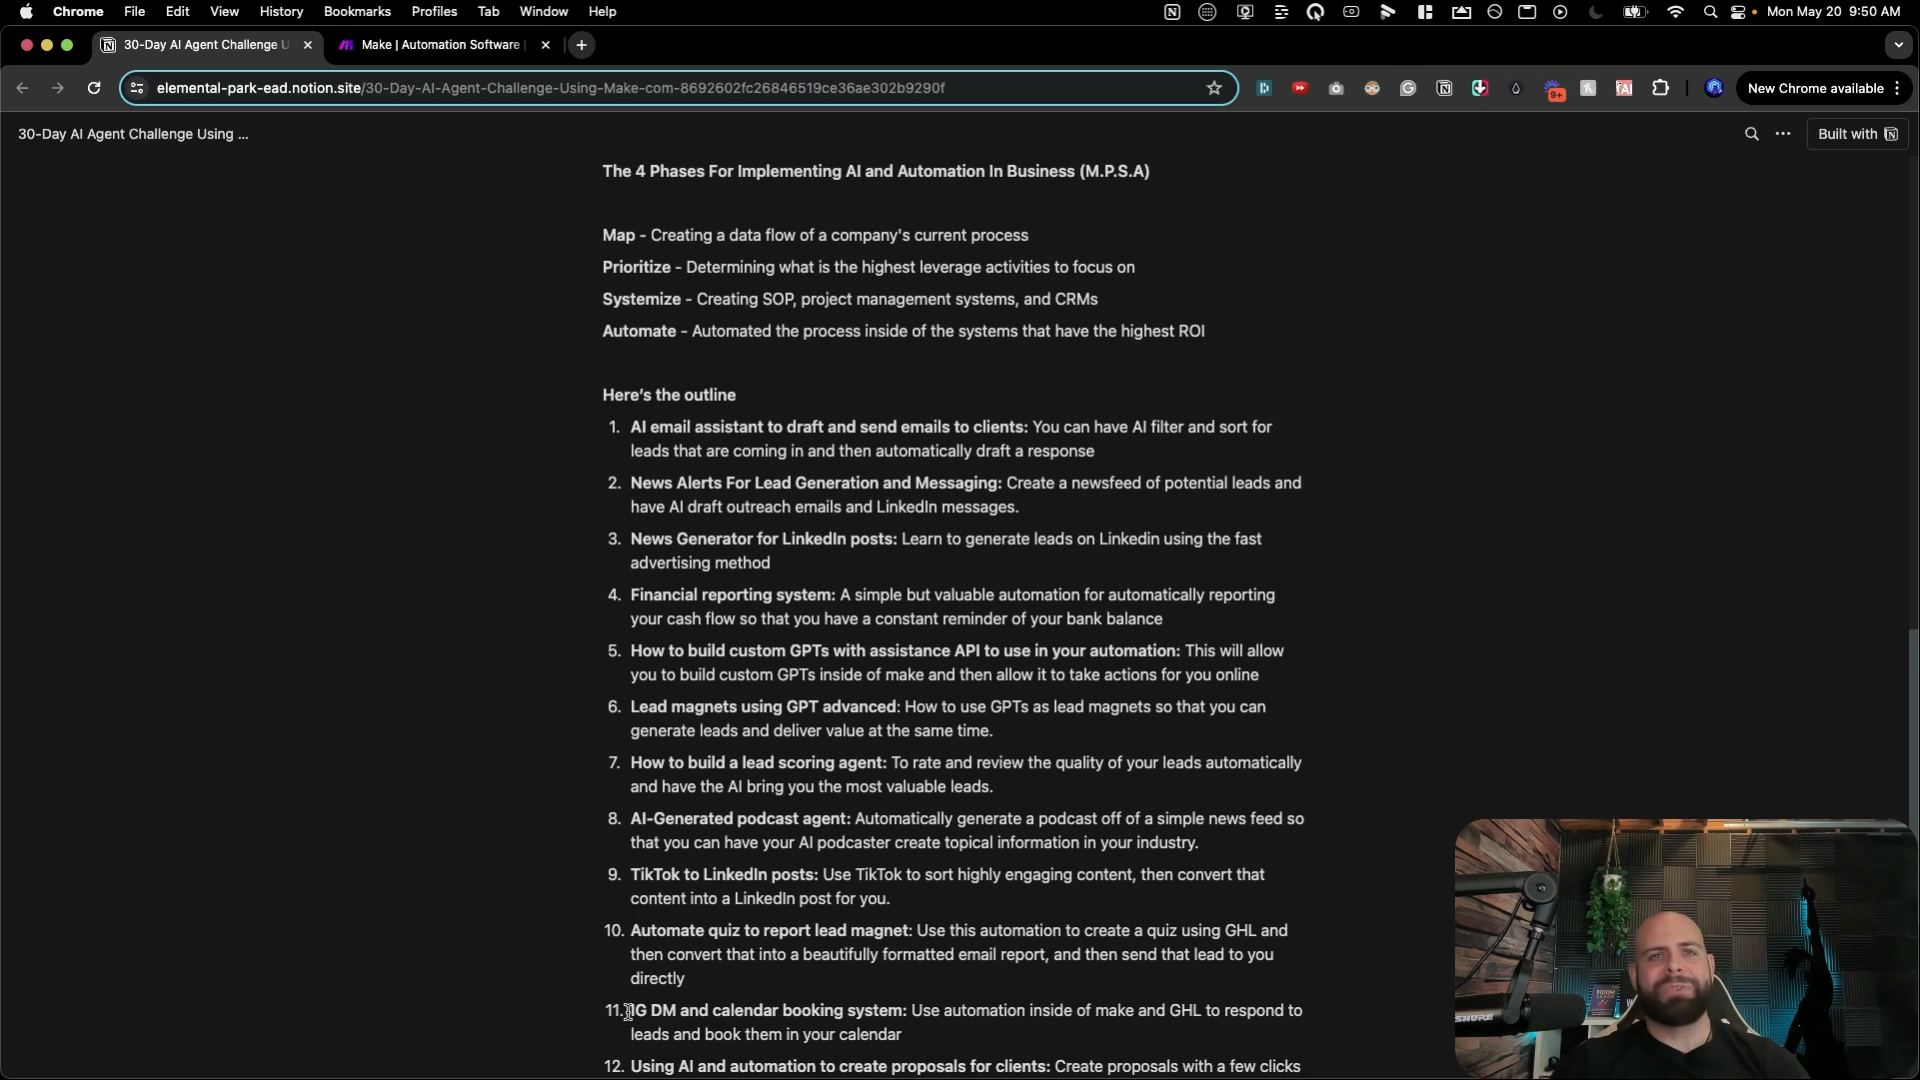 Chrome File Edit View History Bookmarks Profiles Tab Window Help Mon May 20 9:50 AM
30-Day AI Agent Challenge U Make | Automation Software
elemental-park-ead.notion.site/30-Day-AI-Agent-Challenge-Using-Make-com-8692602fc26846519ce36ae302b9290f 9+ New Chrome available
30-Day AI Agent Challenge Using ... Built with
The 4 Phases For Implementing AI and Automation In Business (M.P.S.A)
Map - Creating a data flow of a company's current process
Prioritize - Determining what is the highest leverage activities to focus on
Systemize - Creating SOP, project management systems, and CRMs
Automate - Automated the process inside of the systems that have the highest ROI
Here's the outline
1. AI email assistant to draft and send emails to clients: You can have AI filter and sort for
leads that are coming in and then automatically draft a response
2. News Alerts For Lead Generation and Messaging: Create a newsfeed of potential leads and
have AI draft outreach emails and LinkedIn messages.
3. News Generator for LinkedIn posts: Learn to generate leads on Linkedin using the fast
advertising method
4. Financial reporting system: A simple but valuable automation for automatically reporting
your cash flow so that you have a constant reminder of your bank balance
5. How to build custom GPTs with assistance API to use in your automation: This will allow
you to build custom GPTs inside of make and then allow it to take actions for you online
6. Lead magnets using GPT advanced: How to use GPTs as lead magnets so that you can
generate leads and deliver value at the same time.
7. How to build a lead scoring agent: To rate and review the quality of your leads automatically
and have the AI bring you the most valuable leads.
8. AI-Generated podcast agent: Automatically generate a podcast off of a simple news feed so
that you can have your AI podcaster create topical information in your industry.
9. TikTok to LinkedIn posts: Use TikTok to sort highly engaging content, then convert that
content into a LinkedIn post for you.
10. Automate quiz to report lead magnet: Use this automation to create a quiz using GHL and
then convert that into a beautifully formatted email report, and then send that lead to you
directly
11. IG DM and calendar booking system: Use automation inside of make and GHL to respond to
leads and book them in your calendar
12. Using AI and automation to create proposals for clients: Create proposals with a few clicks
SHURE